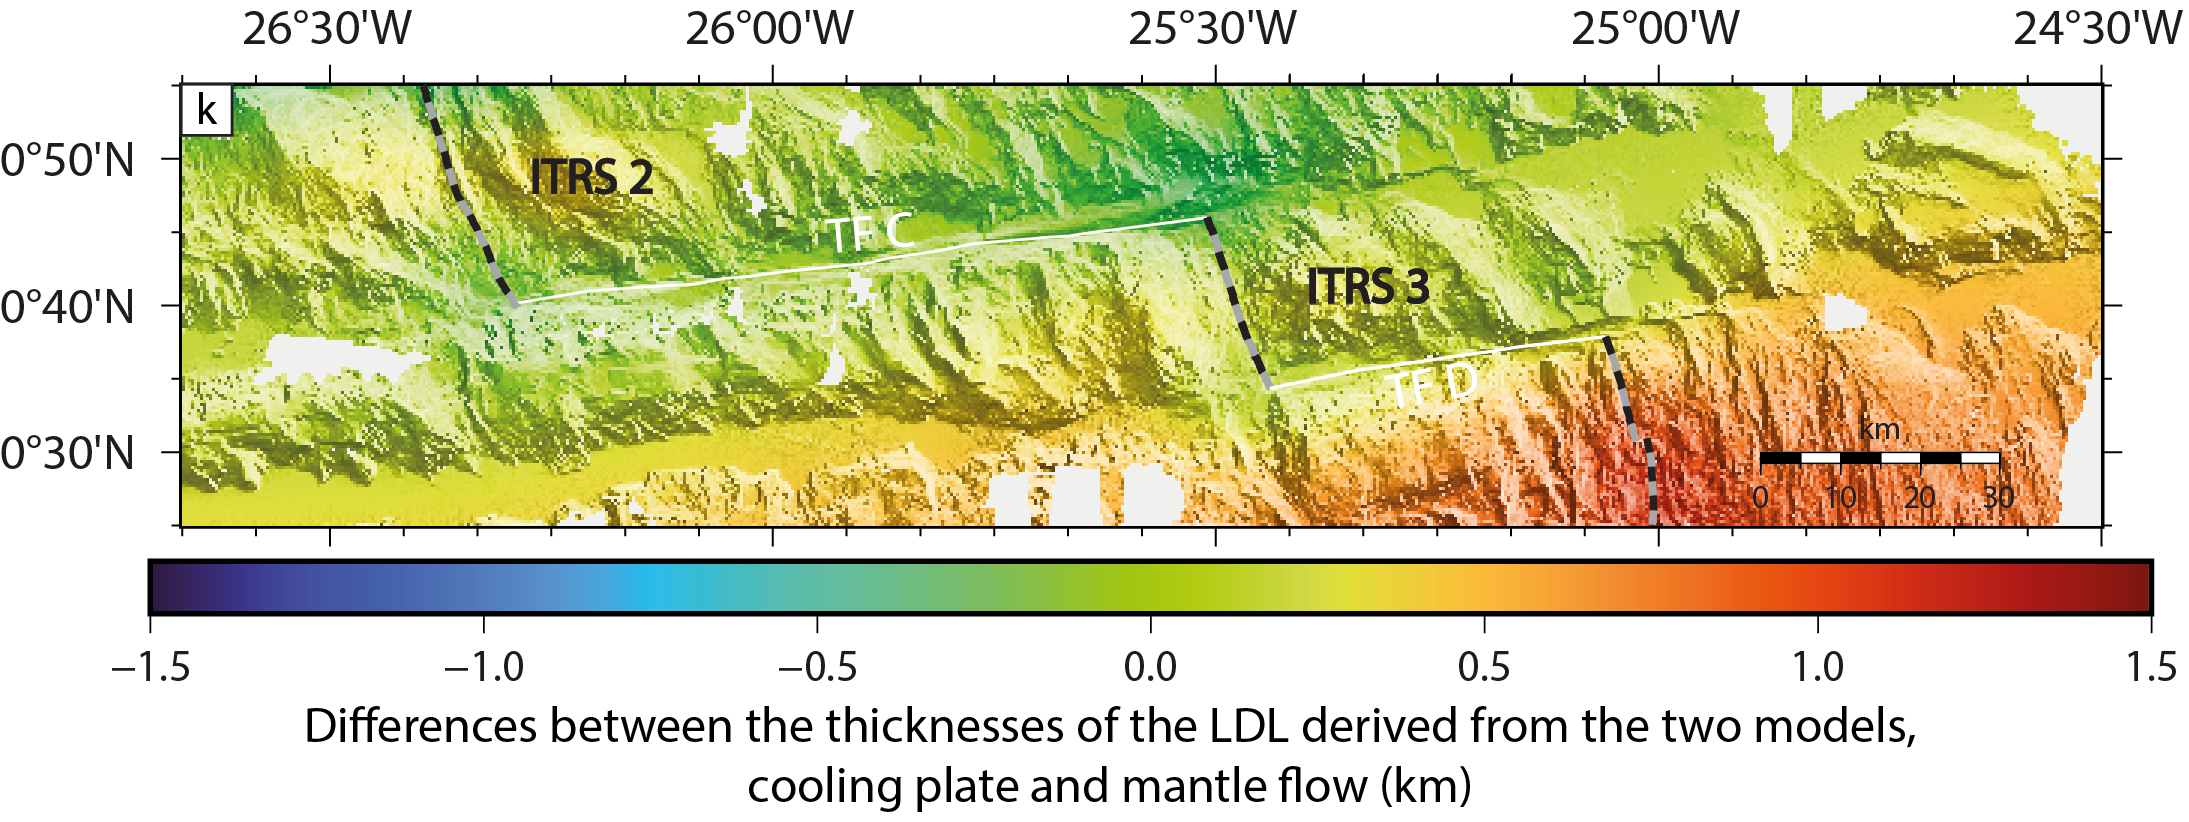 26°30'W 26°00'W 25°30'W 25°00'W 24°30'W
k
0°50'N
ITRS 2
TF C
0°40'N
ITRS 3
TF D
0°30'N
km
0 10 20 30
−1.5 −1.0 −0.5 0.0 0.5 1.0 1.5
Differences between the thicknesses of the LDL derived from the two models,
cooling plate and mantle flow (km)